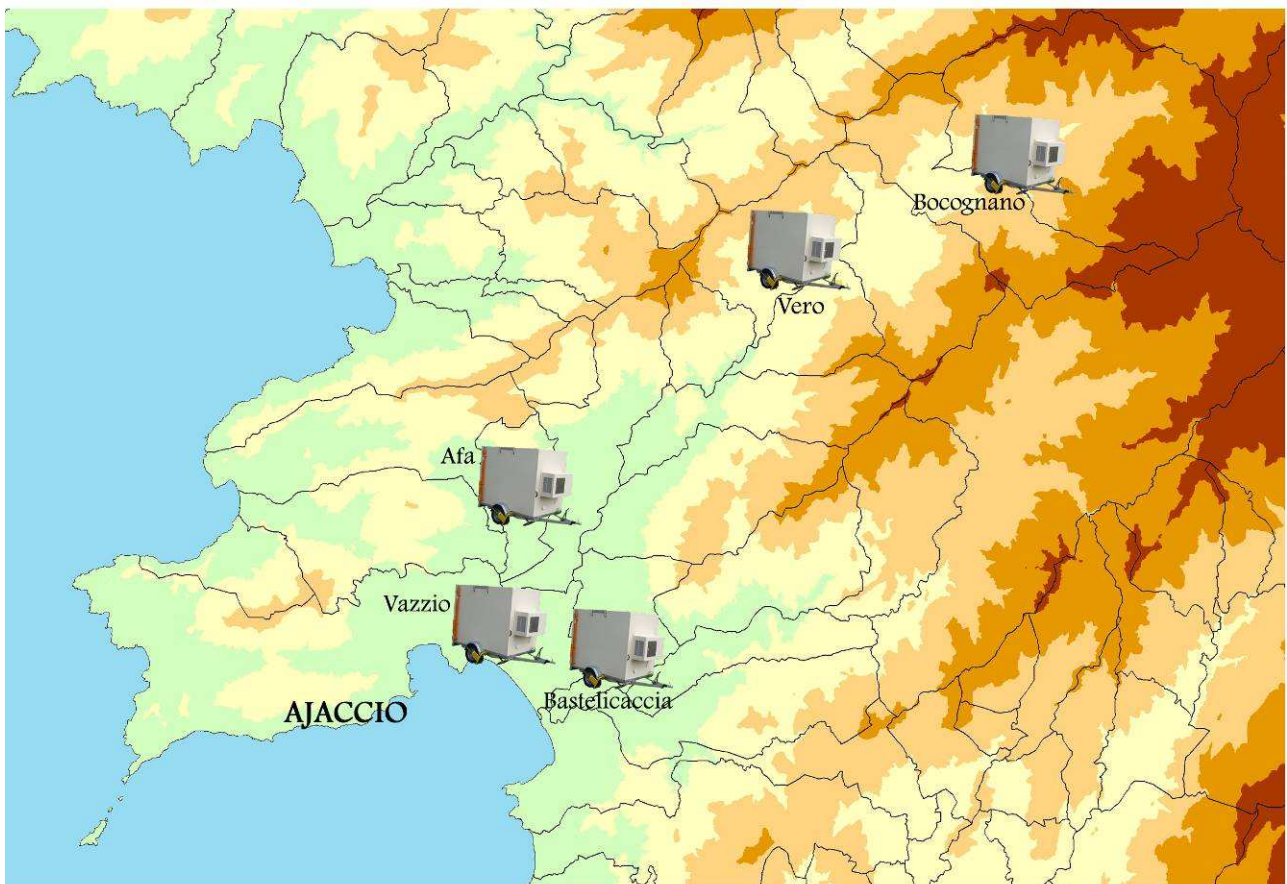 Bocognano
Vero
Afa
Vazzio
Bastelicaccia
AJACCIO